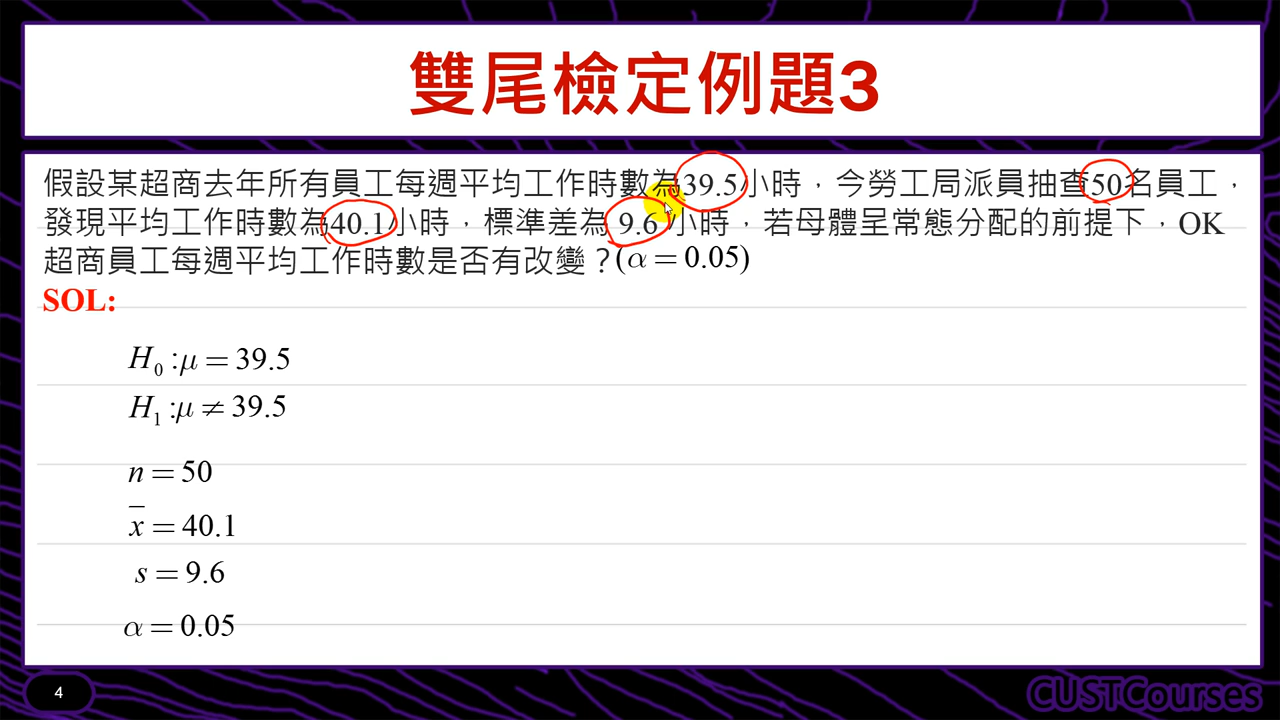 雙尾檢定例題3
假設某超商去年所有員工每週平均工作時數為39.5小時，今勞工局派員抽查50名員工，
發現平均工作時數為40.1小時，標準差為 9.6 小時，若母體呈常態分配的前提下，OK
超商員工每週平均工作時數是否有改變？(α = 0.05)
SOL:
H₀ : μ = 39.5
H₁ : μ ≠ 39.5
n = 50
x̄ = 40.1
s = 9.6
α = 0.05
4
CUSTCourses